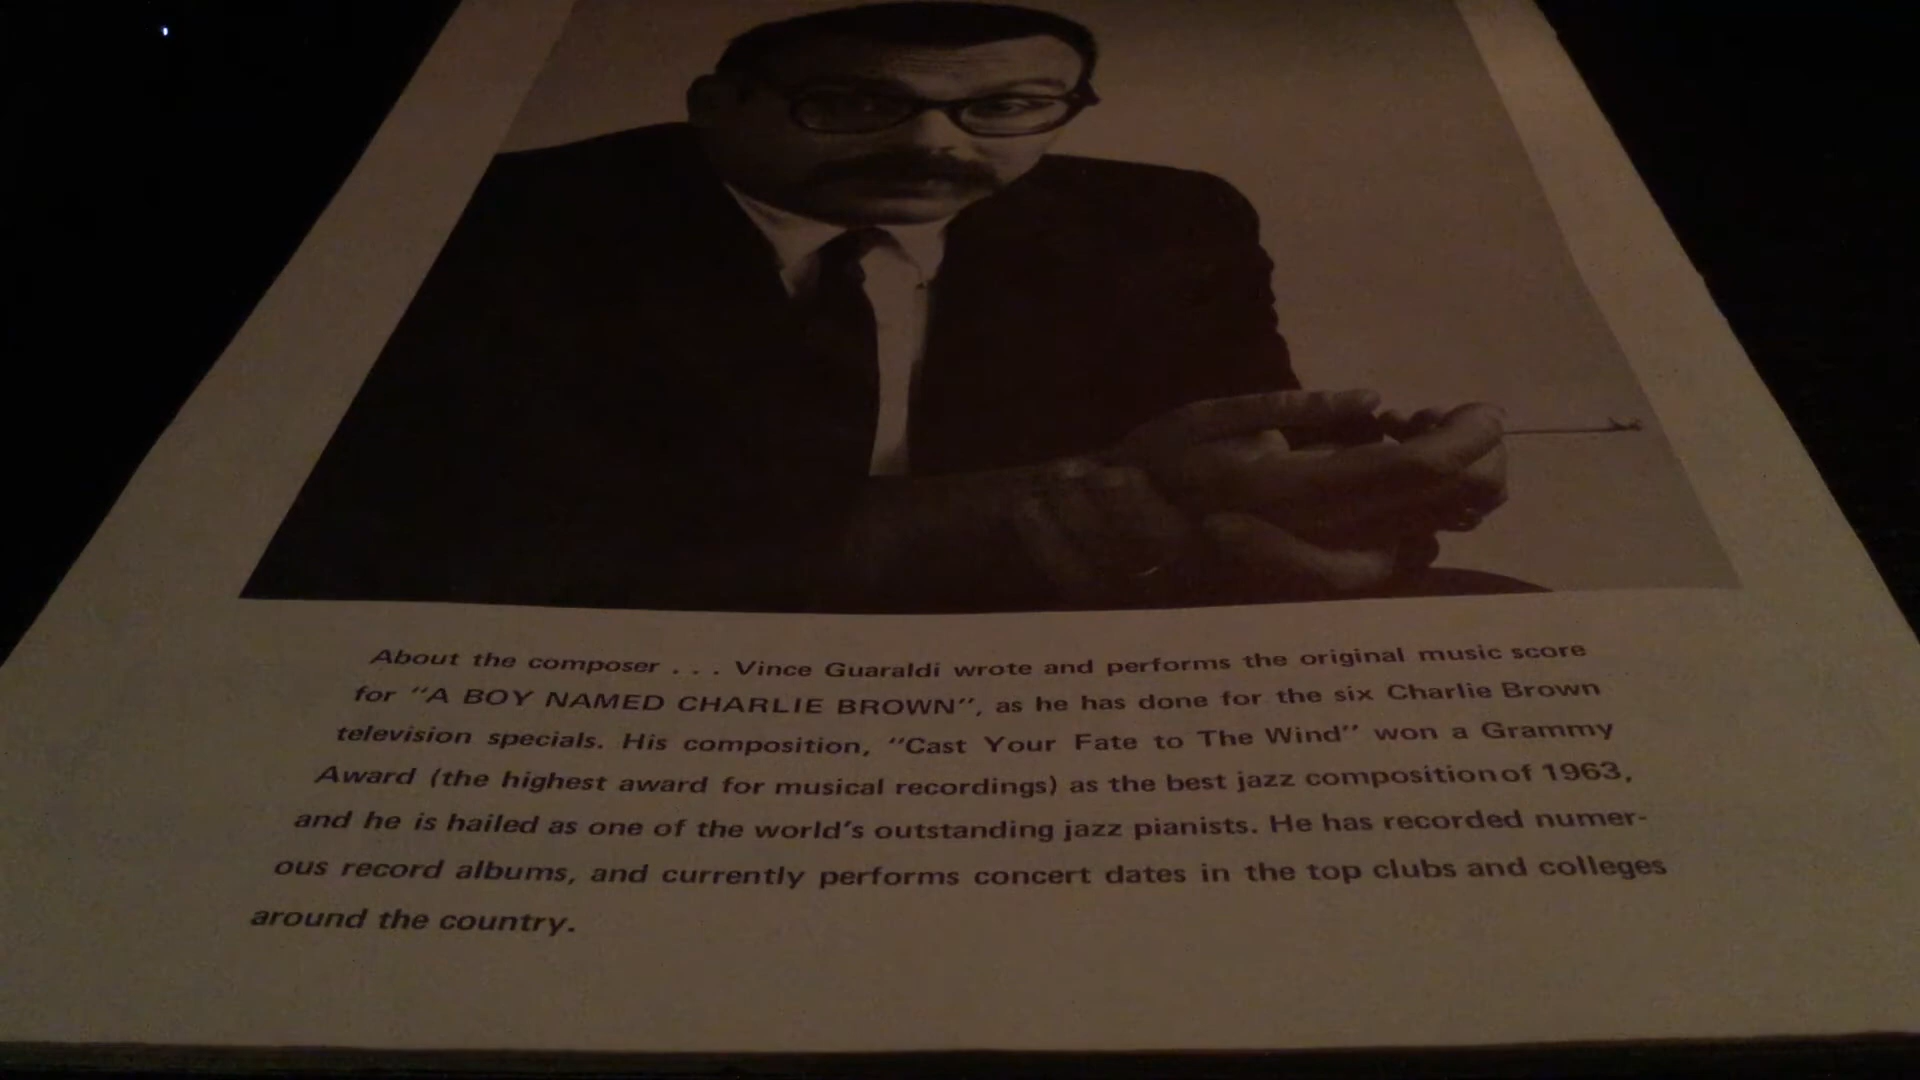 About the composer . . . Vince Guaraldi wrote and performs the original music score
for "A BOY NAMED CHARLIE BROWN", as he has done for the six Charlie Brown
television specials. His composition, "Cast Your Fate to The Wind" won a Grammy
Award (the highest award for musical recordings) as the best jazz composition of 1963,
and he is hailed as one of the world's outstanding jazz pianists. He has recorded numer-
ous record albums, and currently performs concert dates in the top clubs and colleges
around the country.